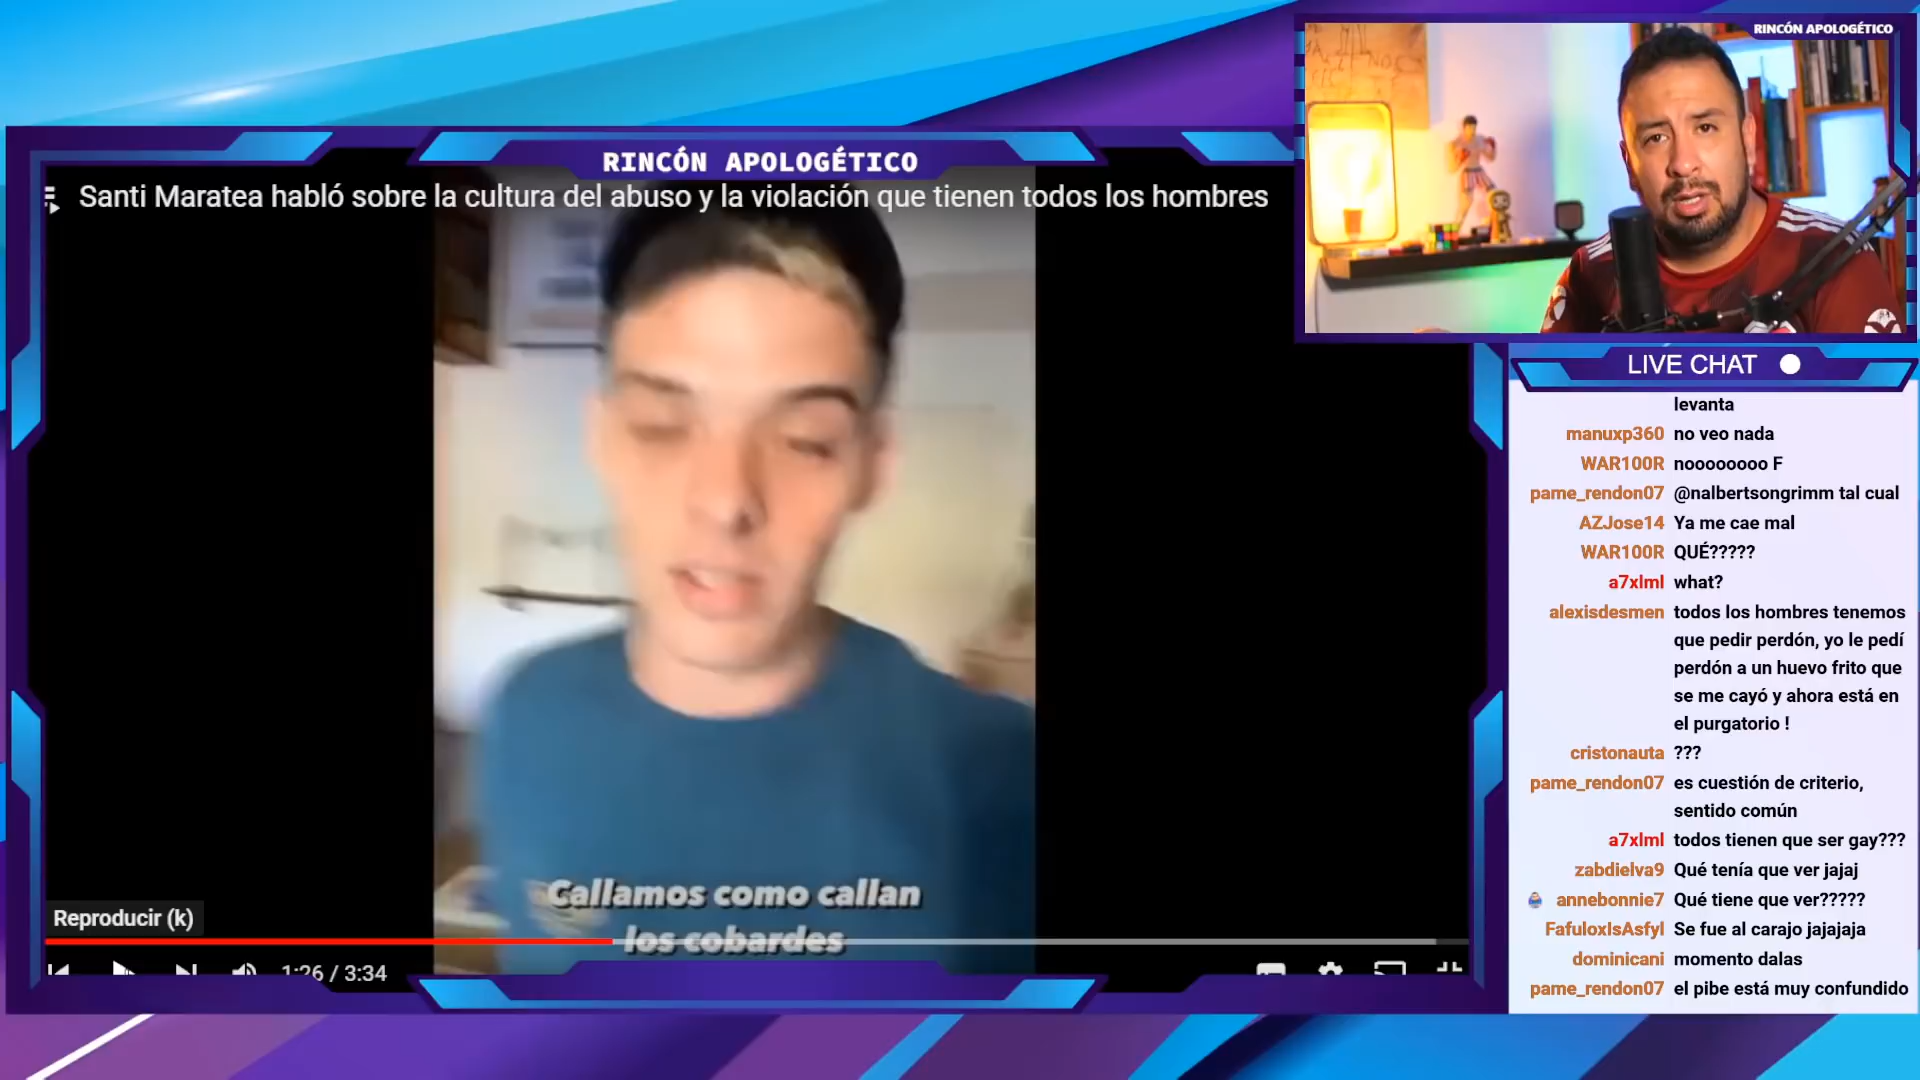 RINCÓN APOLOGÉTICO
RINCÓN APOLOGÉTICO
Santi Maratea habló sobre la cultura del abuso y la violación que tienen todos los hombres
Callamos como callan
los cobardes
Reproducir (k)
1:26 / 3:34
LIVE CHAT
levanta
manuxp360 no veo nada
WAR100R noooooooo F
pame_rendon07 @nalbertsongrimm tal cual
AZJose14 Ya me cae mal
WAR100R QUÉ?????
a7xlml what?
alexisdesmen todos los hombres tenemos
que pedir perdón, yo le pedí
perdón a un huevo frito que
se me cayó y ahora está en
el purgatorio !
cristonauta ???
pame_rendon07 es cuestión de criterio,
sentido común
a7xlml todos tienen que ser gay???
zabdielva9 Qué tenía que ver jajaj
annebonnie7 Qué tiene que ver?????
FafuloxIsAsfyl Se fue al carajo jajajaja
dominicani momento dalas
pame_rendon07 el pibe está muy confundido